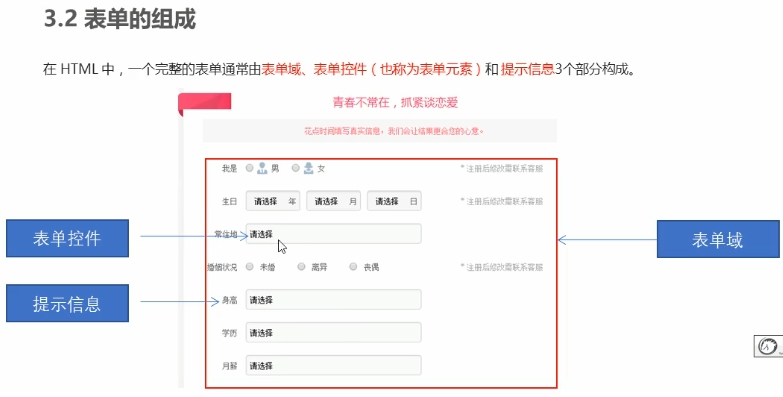 3.2 表单的组成
在 HTML 中，一个完整的表单通常由表单域、表单控件（也称为表单元素）和 提示信息3个部分构成。
青春不常在，抓紧谈恋爱
花点时间填写真实信息，我们会让结果更合您的心意。
我是 男 女 * 注册后修改需联系客服
生日 请选择 年 请选择 月 请选择 日 * 注册后修改需联系客服
表单控件 常住地 请选择 表单域
婚姻状况 未婚 离异 丧偶 * 注册后修改需联系客服
提示信息 身高 请选择
学历 请选择
月薪 请选择